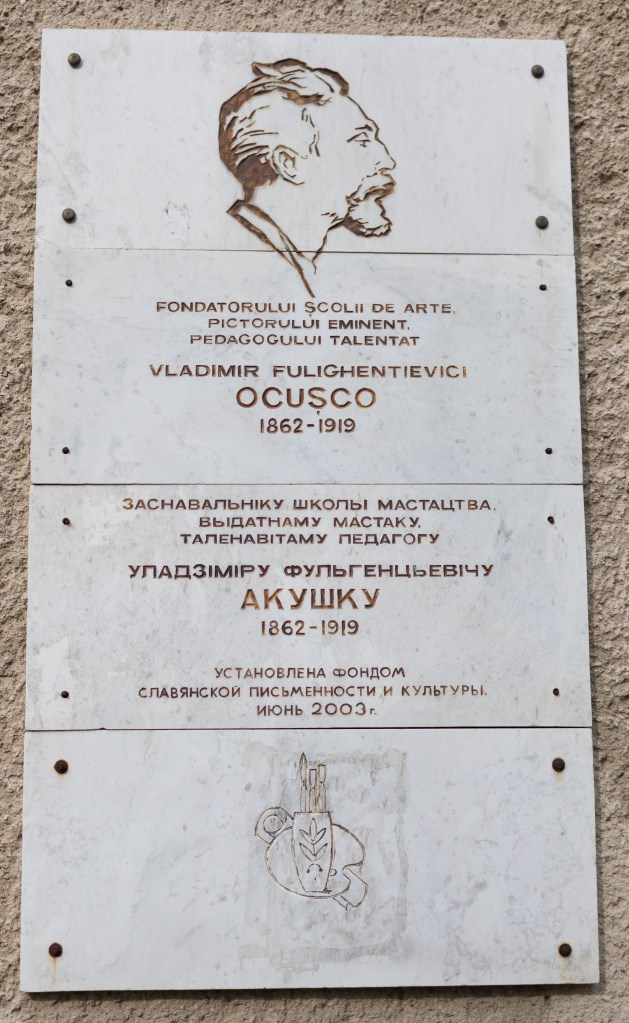 FONDATORULUI ȘCOLII DE ARTE,
PICTORULUI EMINENT,
PEDAGOGULUI TALENTAT
VLADIMIR FULIGHENTIEVICI
OCUȘCO
1862-1919
ЗАСНАВАЛЬНІКУ ШКОЛЫ МАСТАЦТВА,
ВЫДАТНАМУ МАСТАКУ,
ТАЛЕНАВІТАМУ ПЕДАГОГУ
УЛАДЗІМІРУ ФУЛЬГЕНЦЬЕВІЧУ
АКУШКУ
1862-1919
УСТАНОВЛЕНА ФОНДОМ
СЛАВЯНСКОЙ ПИСЬМЕННОСТИ И КУЛЬТУРЫ.
ИЮНЬ 2003г.